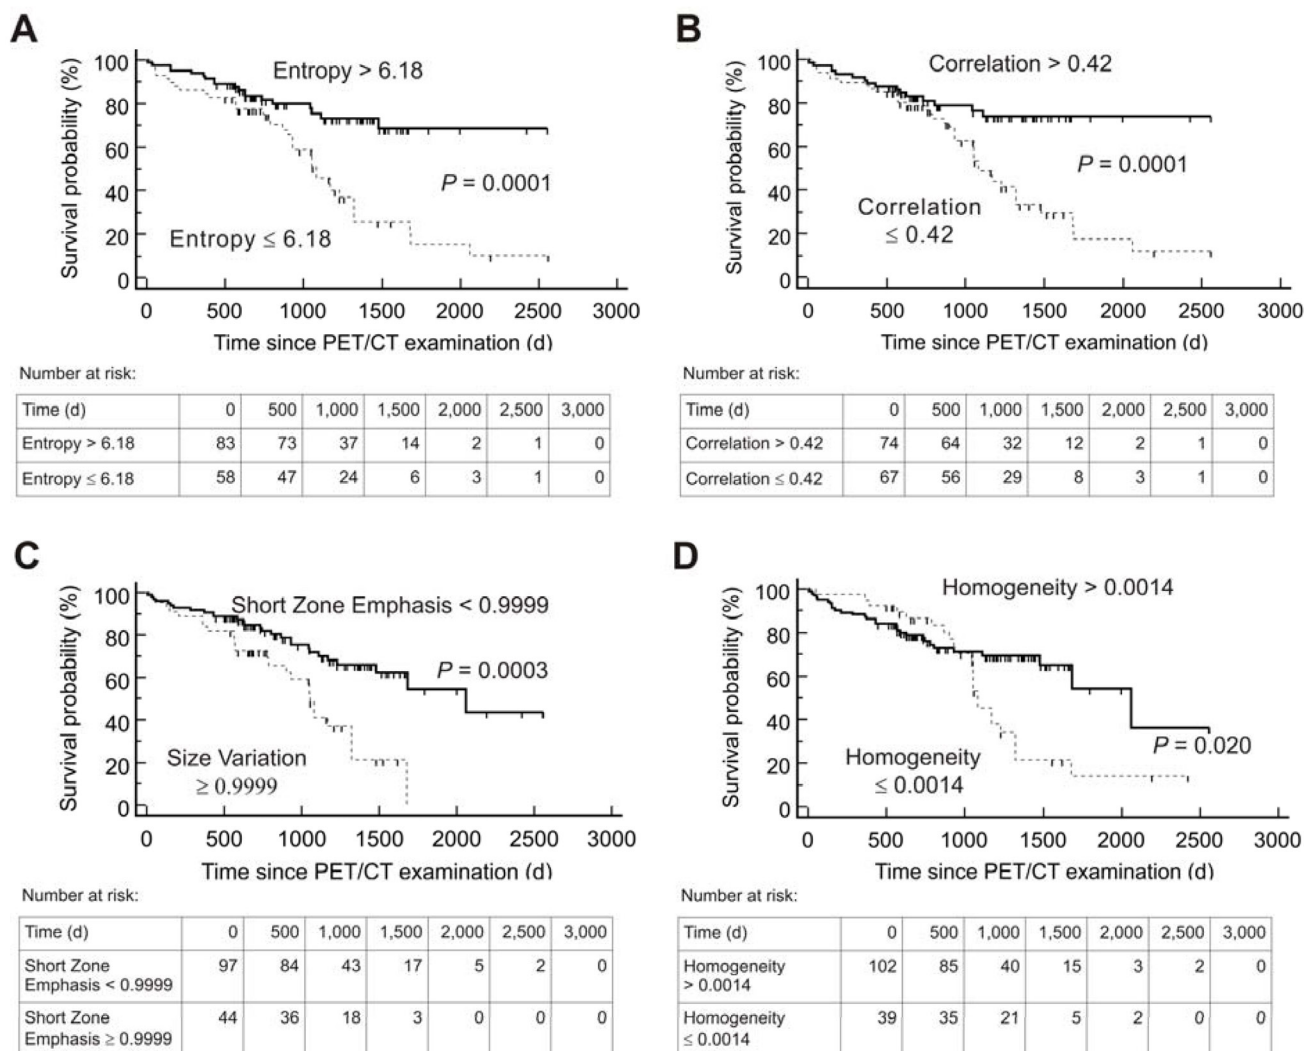 A
Survival probability (%)
100
80
60
40
20
0
Entropy > 6.18
P = 0.0001
Entropy ≤ 6.18
0 500 1000 1500 2000 2500 3000
Time since PET/CT examination (d)
Number at risk:
Time (d) 0 500 1,000 1,500 2,000 2,500 3,000
Entropy > 6.18 83 73 37 14 2 1 0
Entropy ≤ 6.18 58 47 24 6 3 1 0
B
Survival probability (%)
100
80
60
40
20
0
Correlation > 0.42
P = 0.0001
Correlation
≤ 0.42
0 500 1000 1500 2000 2500 3000
Time since PET/CT examination (d)
Number at risk:
Time (d) 0 500 1,000 1,500 2,000 2,500 3,000
Correlation > 0.42 74 64 32 12 2 1 0
Correlation ≤ 0.42 67 56 29 8 3 1 0
C
Survival probability (%)
100
80
60
40
20
0
Short Zone Emphasis < 0.9999
P = 0.0003
Size Variation
≥ 0.9999
0 500 1000 1500 2000 2500 3000
Time since PET/CT examination (d)
Number at risk:
Time (d) 0 500 1,000 1,500 2,000 2,500 3,000
Short Zone 97 84 43 17 5 2 0
Emphasis < 0.9999
Short Zone 44 36 18 3 0 0 0
Emphasis ≥ 0.9999
D
Survival probability (%)
100
80
60
40
20
0
Homogeneity > 0.0014
P = 0.020
Homogeneity
≤ 0.0014
0 500 1000 1500 2000 2500 3000
Time since PET/CT examination (d)
Number at risk:
Time (d) 0 500 1,000 1,500 2,000 2,500 3,000
Homogeneity 102 85 40 15 3 2 0
> 0.0014
Homogeneity 39 35 21 5 2 0 0
≤ 0.0014